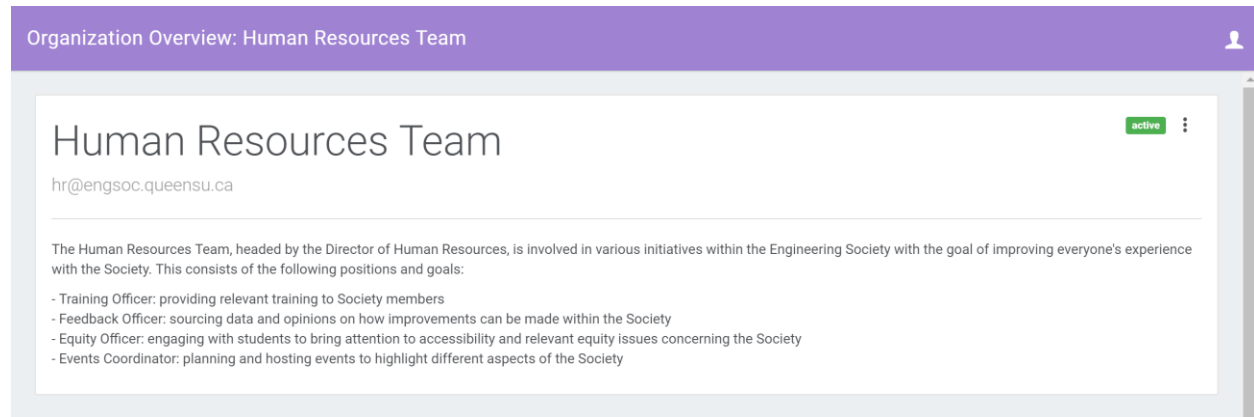 Organization Overview: Human Resources Team
Human Resources Team
active
hr@engsoc.queensu.ca
The Human Resources Team, headed by the Director of Human Resources, is involved in various initiatives within the Engineering Society with the goal of improving everyone's experience
with the Society. This consists of the following positions and goals:
- Training Officer: providing relevant training to Society members
- Feedback Officer: sourcing data and opinions on how improvements can be made within the Society
- Equity Officer: engaging with students to bring attention to accessibility and relevant equity issues concerning the Society
- Events Coordinator: planning and hosting events to highlight different aspects of the Society